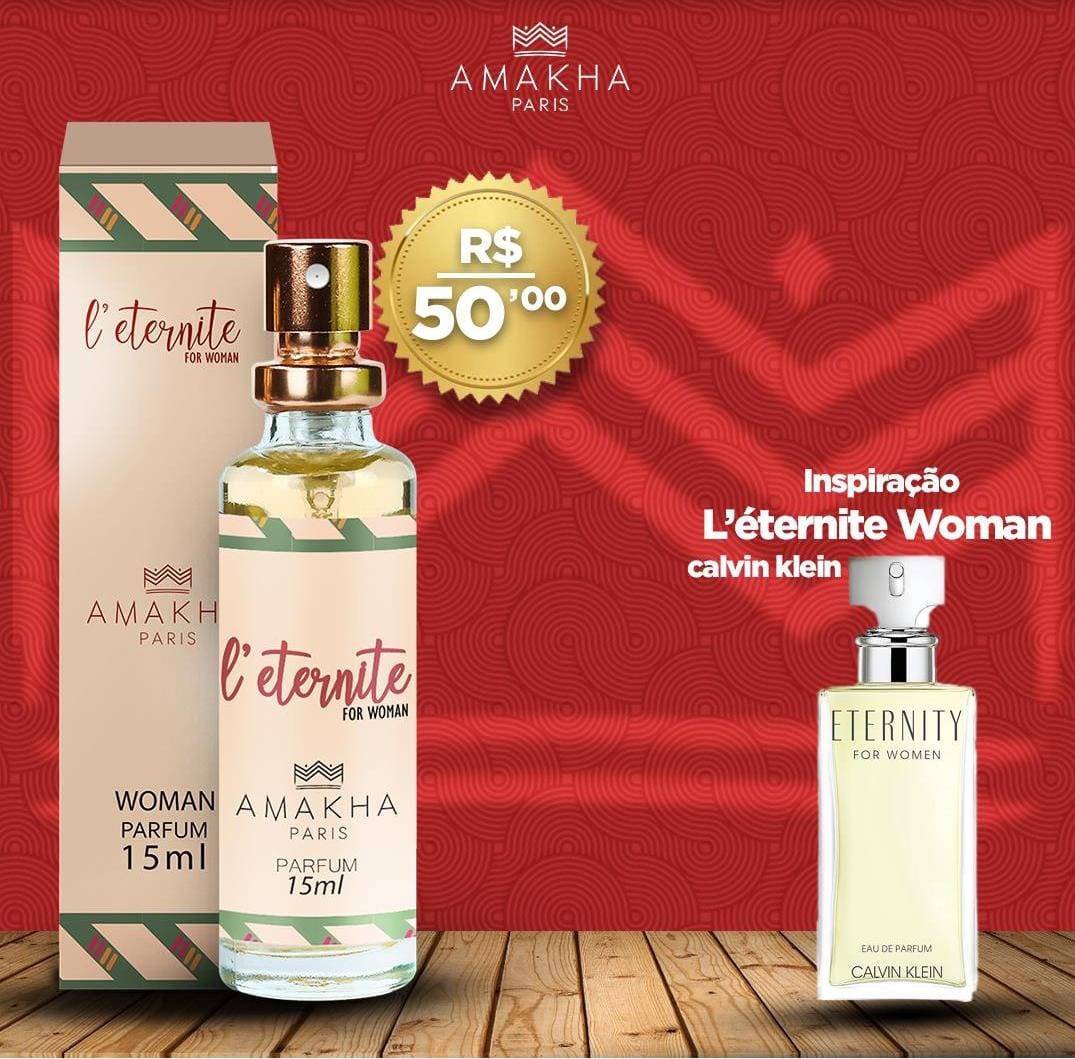 AMAKHA
PARIS
l'eternite
FOR WOMAN
AMAKH
PARIS
WOMAN
PARFUM
15ml
l'eternite
FOR WOMAN
AMAKHA
PARIS
PARFUM
15ml
R$
50,00
Inspiração
L'éternite Woman
calvin klein
ETERNITY
FOR WOMEN
EAU DE PARFUM
CALVIN KLEIN